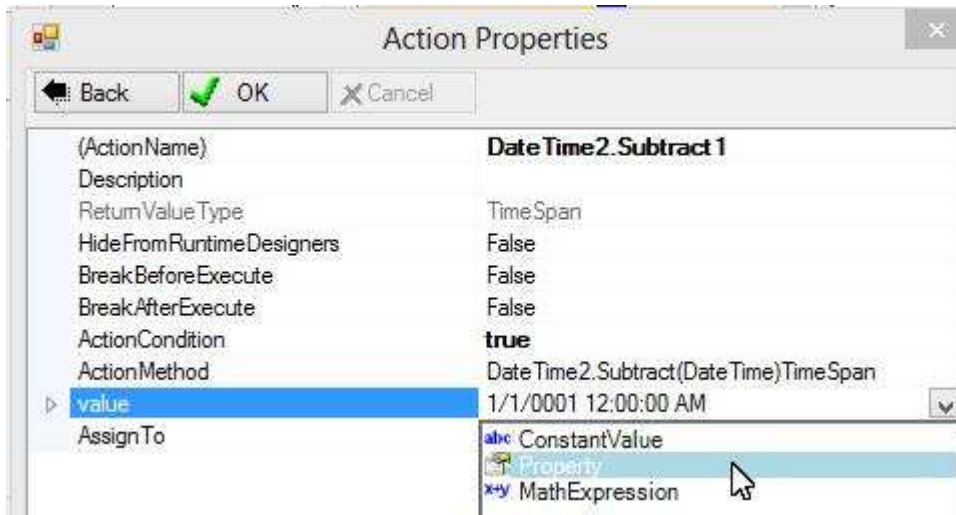 Action Properties
Back OK Cancel
(ActionName) DateTime2.Subtract1
Description
ReturnValueType TimeSpan
HideFromRuntimeDesigners False
BreakBeforeExecute False
BreakAfterExecute False
ActionCondition true
ActionMethod DateTime2.Subtract(DateTime)TimeSpan
value 1/1/0001 12:00:00 AM
AssignTo
abc ConstantValue
Property
x+y MathExpression